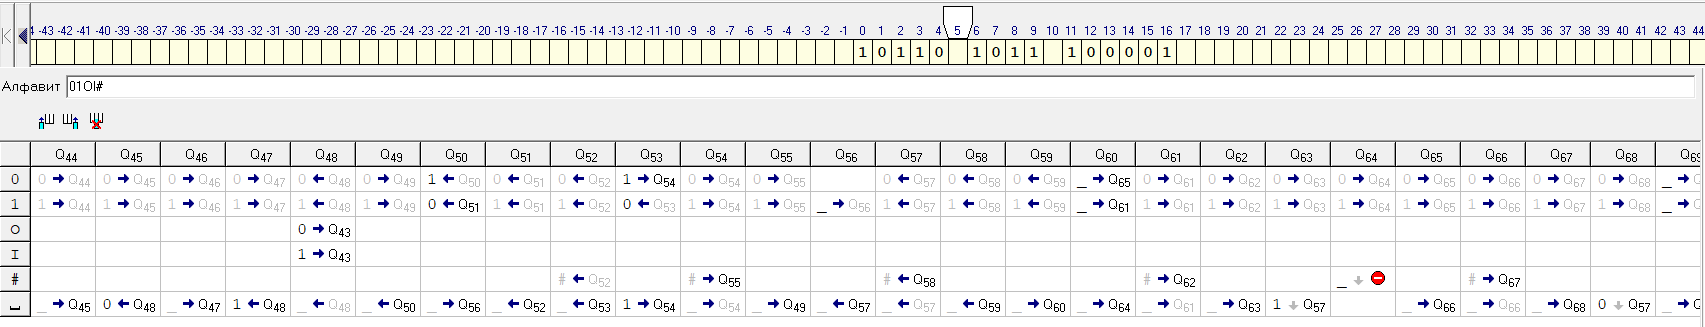 -43 -42 -41 -40 -39 -38 -37 -36 -35 -34 -33 -32 -31 -30 -29 -28 -27 -26 -25 -24 -23 -22 -21 -20 -19 -18 -17 -16 -15 -14 -13 -12 -11 -10 -9 -8 -7 -6 -5 -4 -3 -2 -1 0 1 2 3 4 5 6 7 8 9 10 11 12 13 14 15 16 17 18 19 20 21 22 23 24 25 26 27 28 29 30 31 32 33 34 35 36 37 38 39 40 41 42 43 44
1 0 1 1 0 1 0 1 1 1 0 0 0 0 1
Алфавит 01OI#
Q44 Q45 Q46 Q47 Q48 Q49 Q50 Q51 Q52 Q53 Q54 Q55 Q56 Q57 Q58 Q59 Q60 Q61 Q62 Q63 Q64 Q65 Q66 Q67 Q68 Q69
0 0 → Q44 0 → Q45 0 → Q46 0 → Q47 0 ← Q48 0 → Q49 1 ← Q50 0 ← Q51 0 ← Q52 1 → Q54 0 → Q54 0 → Q55 0 ← Q57 0 ← Q58 0 ← Q59 _ → Q65 0 → Q61 0 → Q62 0 → Q63 0 → Q64 0 → Q65 0 → Q66 0 → Q67 0 → Q68 _ →
1 1 → Q44 1 → Q45 1 → Q46 1 → Q47 1 ← Q48 1 → Q49 0 ← Q51 1 ← Q51 1 ← Q52 0 ← Q53 1 → Q54 1 → Q55 _ → Q56 1 ← Q57 1 ← Q58 1 ← Q59 _ → Q61 1 → Q61 1 → Q62 1 → Q63 1 → Q64 1 → Q65 1 → Q66 1 → Q67 1 → Q68 _ →
O 0 → Q43
I 1 → Q43
# # ← Q52 # → Q55 # ← Q58 # → Q62 _ ↓ # → Q67
_ _ → Q45 0 ← Q48 _ → Q47 1 ← Q48 _ ← Q48 _ ← Q50 _ → Q56 _ ← Q52 _ ← Q53 1 → Q54 _ → Q54 _ → Q49 _ ← Q57 _ ← Q57 _ ← Q59 _ → Q60 _ → Q64 _ → Q61 _ → Q63 1 ↓ Q57 _ → Q66 _ → Q66 _ → Q68 0 ↓ Q57 _ →